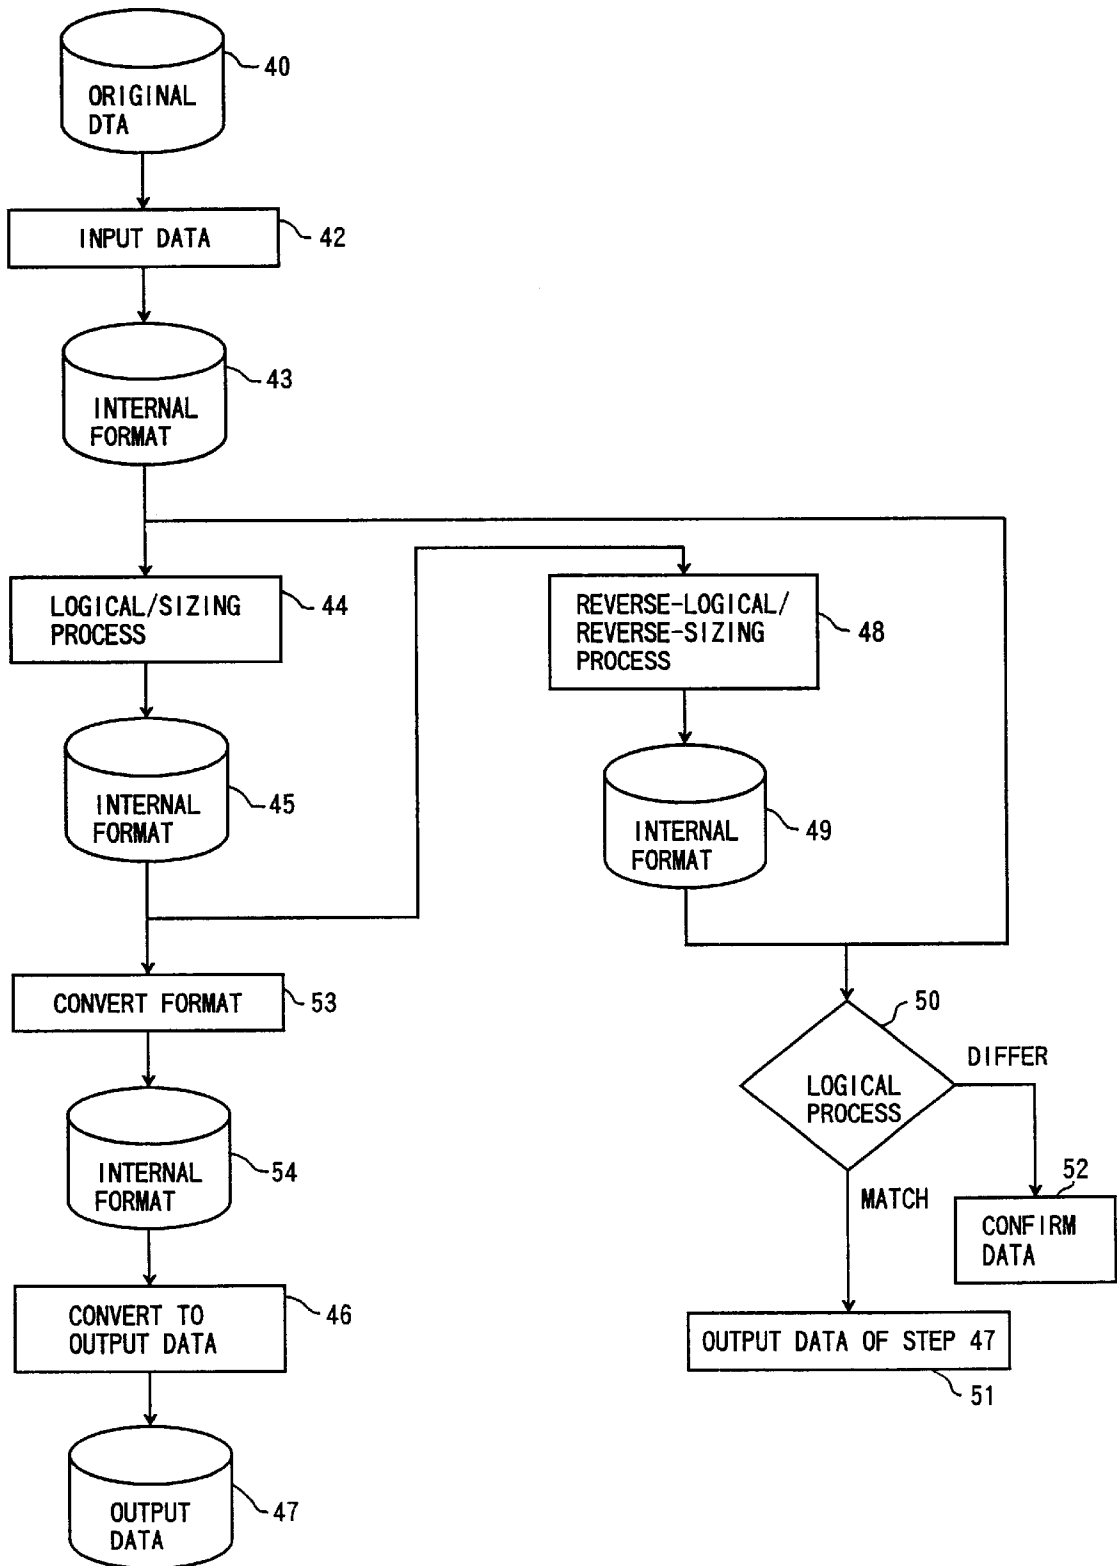 40
ORIGINAL
DTA
INPUT DATA
42
43
INTERNAL
FORMAT
LOGICAL/SIZING
PROCESS
44
REVERSE-LOGICAL/
REVERSE-SIZING
PROCESS
48
INTERNAL
FORMAT
45
INTERNAL
FORMAT
49
CONVERT FORMAT
53
50
DIFFER
LOGICAL
PROCESS
INTERNAL
FORMAT
54
MATCH
52
CONFIRM
DATA
CONVERT TO
OUTPUT DATA
46
OUTPUT DATA OF STEP 47
51
OUTPUT
DATA
47